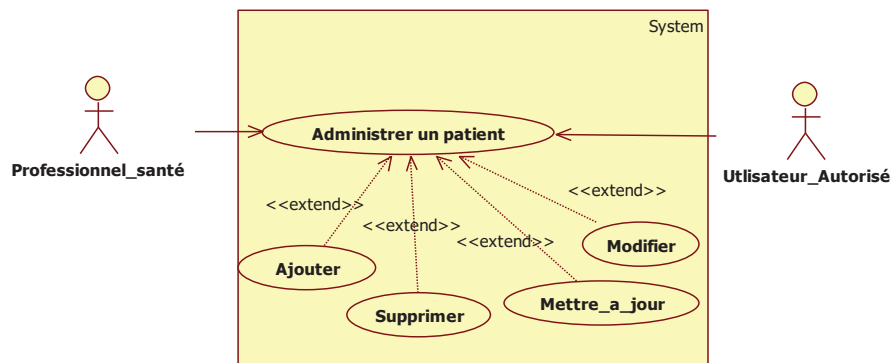 System
Administrer un patient
Professionnel_santé
Utlisateur_Autorisé
<<extend>>
<<extend>>
<<extend>>
<<extend>>
Modifier
Ajouter
Mettre_a_jour
Supprimer